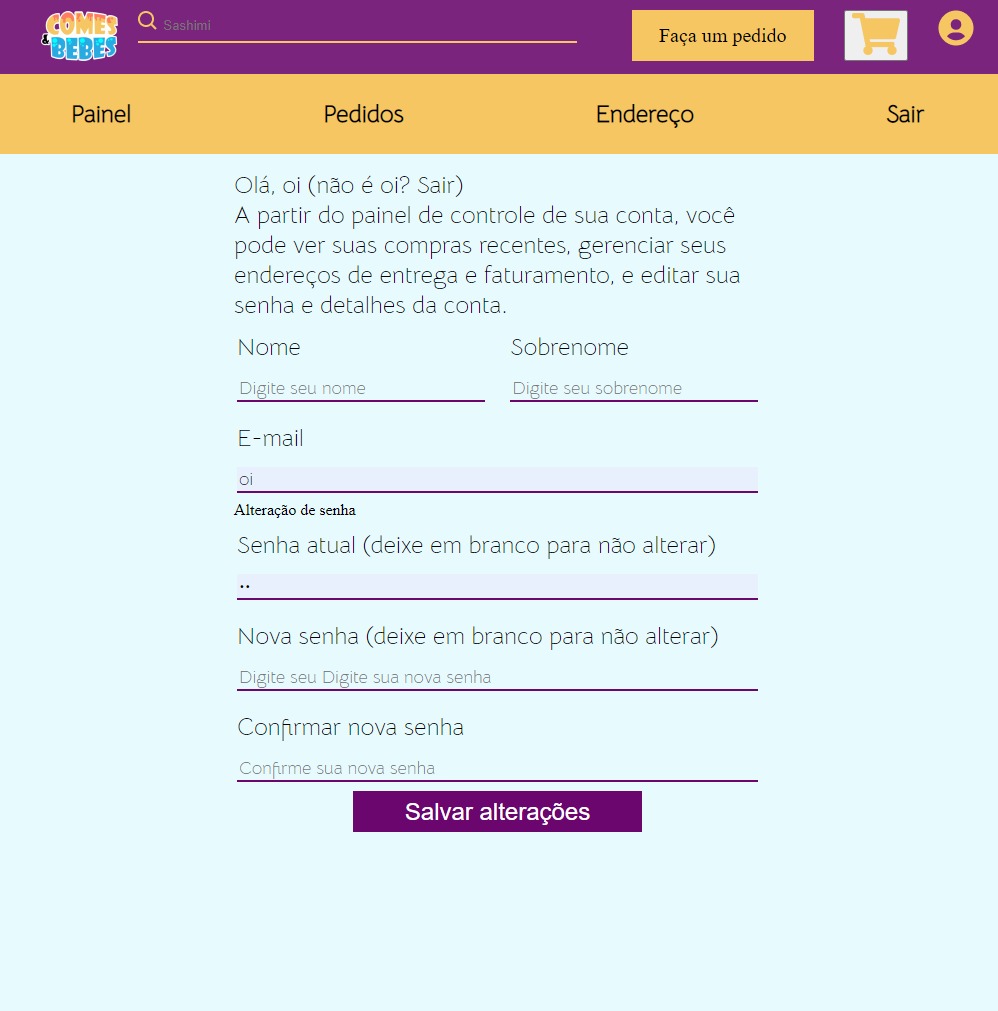 COMES
& BEBES
Sashimi
Faça um pedido
Painel
Pedidos
Endereço
Sair
Olá, oi (não é oi? Sair)
A partir do painel de controle de sua conta, você
pode ver suas compras recentes, gerenciar seus
endereços de entrega e faturamento, e editar sua
senha e detalhes da conta.
Nome
Sobrenome
Digite seu nome
Digite seu sobrenome
E-mail
oi
Alteração de senha
Senha atual (deixe em branco para não alterar)
••
Nova senha (deixe em branco para não alterar)
Digite seu Digite sua nova senha
Confirmar nova senha
Confirme sua nova senha
Salvar alterações